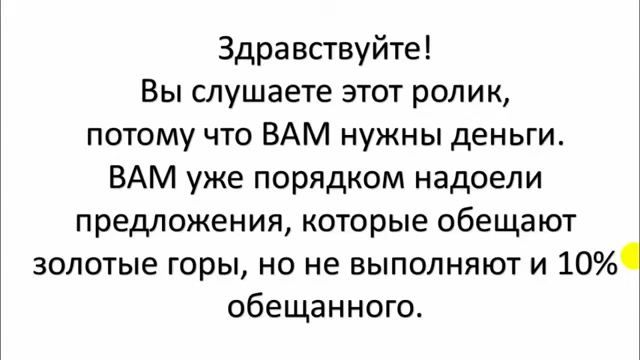 Здравствуйте!
Вы слушаете этот ролик,
потому что ВАМ нужны деньги.
ВАМ уже порядком надоели
предложения, которые обещают
золотые горы, но не выполняют и 10%
обещанного.